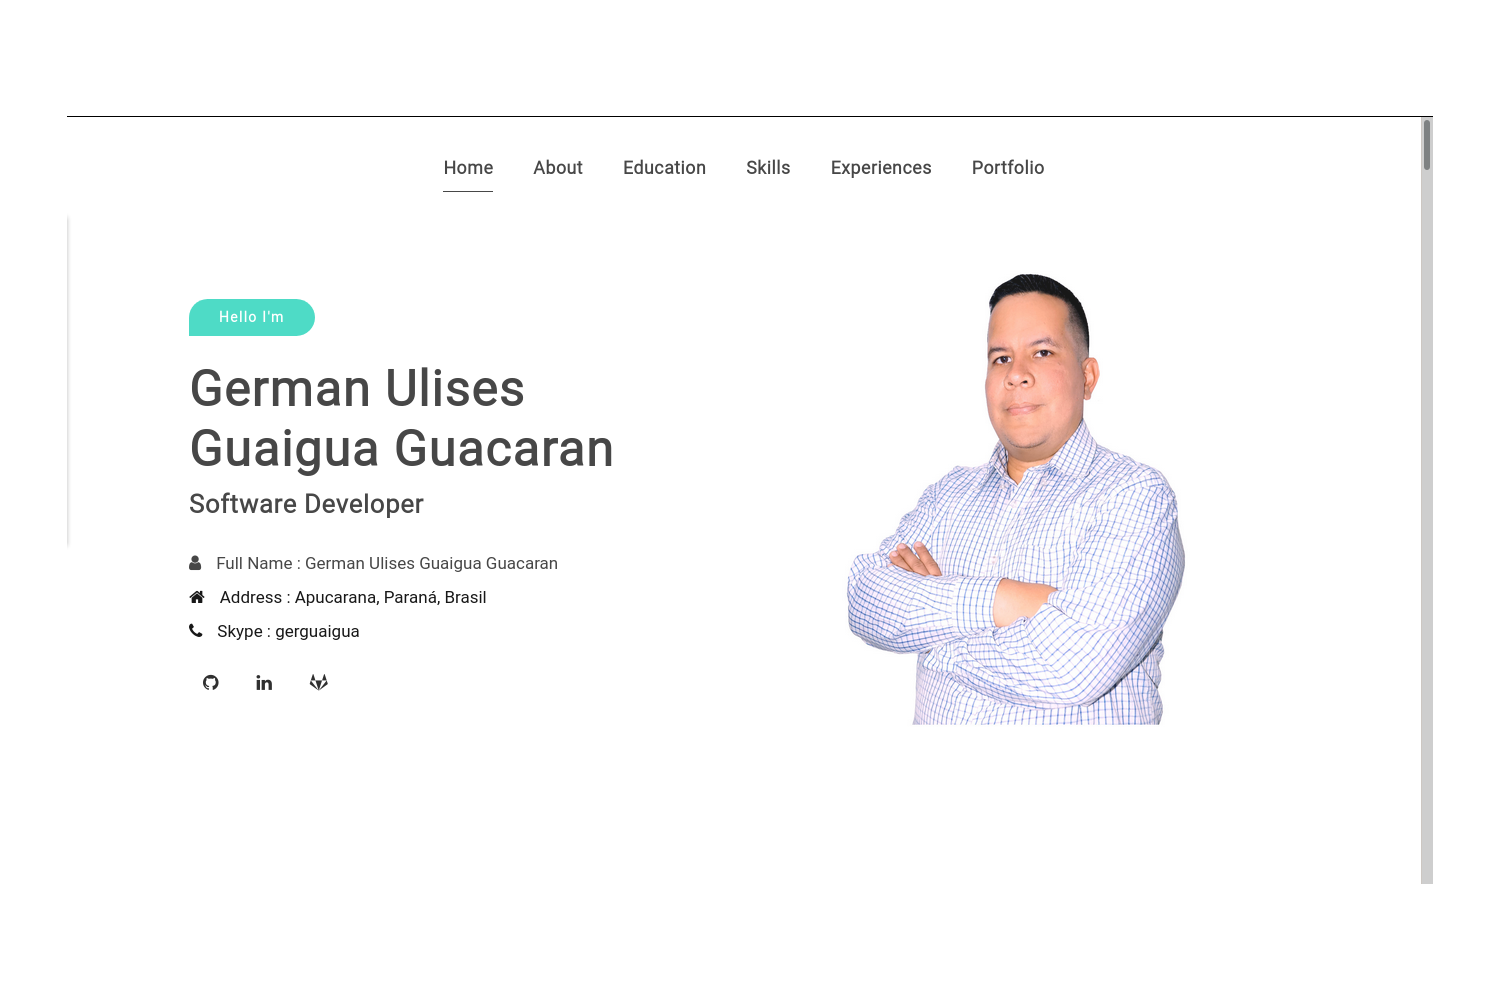 Home About Education Skills Experiences Portfolio
Hello I'm
German Ulises
Guaigua Guacaran
Software Developer
Full Name : German Ulises Guaigua Guacaran
Address : Apucarana, Paraná, Brasil
Skype : gerguaigua
in